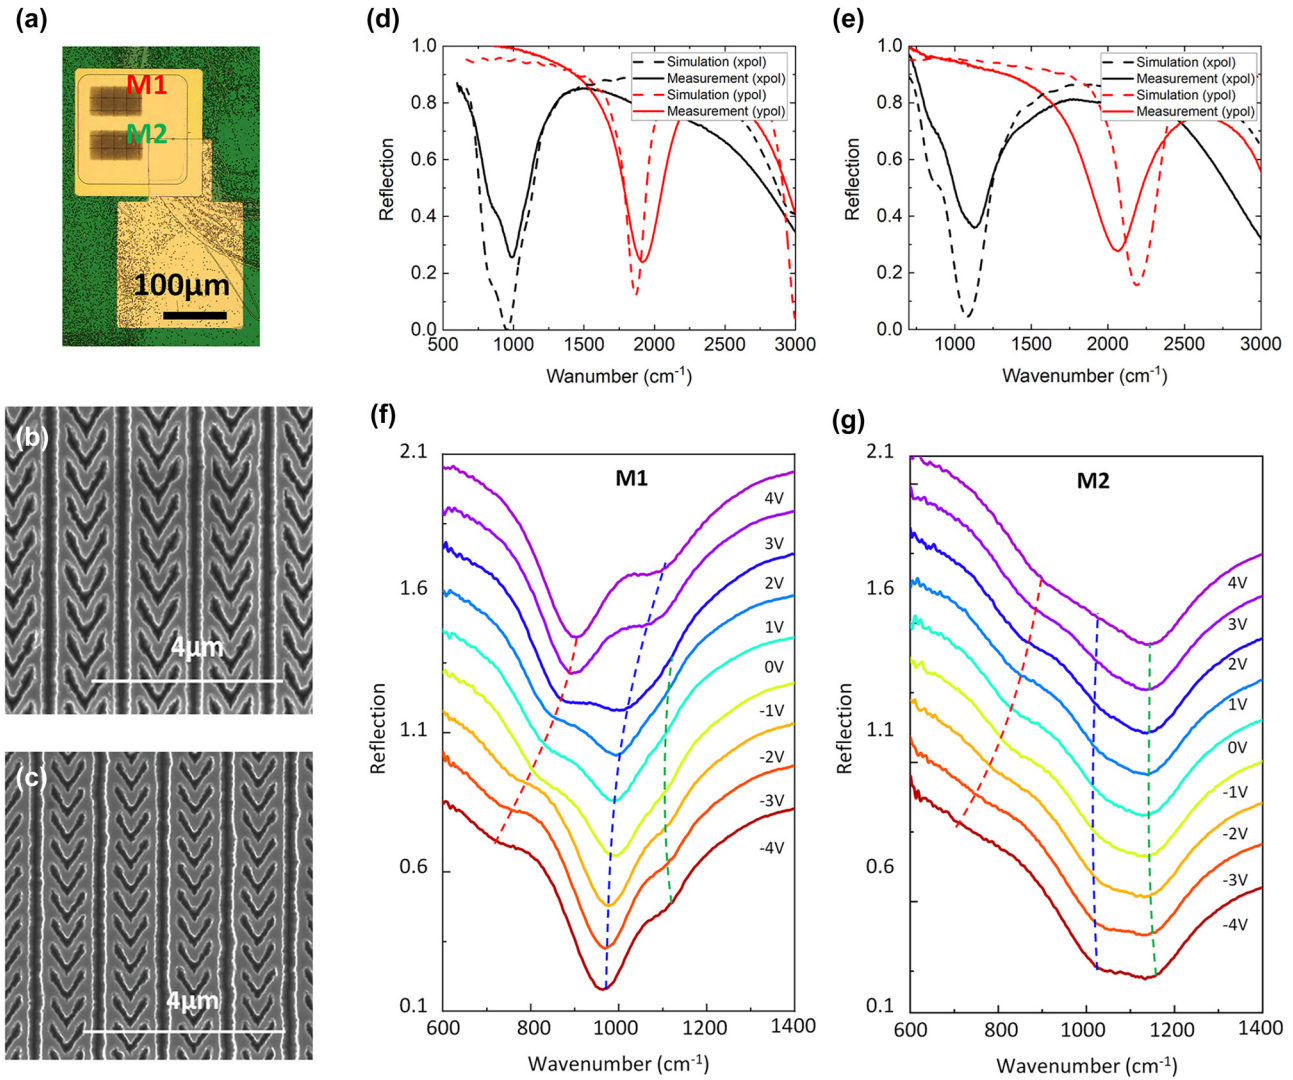 (a)
M1
M2
100μm
(b)
4μm
(c)
4μm
(d)
Reflection
1.0
0.8
0.6
0.4
0.2
0.0
Simulation (xpol)
Measurement (xpol)
Simulation (ypol)
Measurement (ypol)
500 1000 1500 2000 2500 3000
Wanumber (cm-1)
(e)
Reflection
1.0
0.8
0.6
0.4
0.2
0.0
Simulation (xpol)
Measurement (xpol)
Simulation (ypol)
Measurement (ypol)
1000 1500 2000 2500 3000
Wavenumber (cm-1)
(f)
Reflection
2.1
1.6
1.1
0.6
0.1
M1
4V
3V
2V
1V
0V
-1V
-2V
-3V
-4V
600 800 1000 1200 1400
Wavenumber (cm-1)
(g)
Reflection
2.1
1.6
1.1
0.6
0.1
M2
4V
3V
2V
1V
0V
-1V
-2V
-3V
-4V
600 800 1000 1200 1400
Wavenumber (cm-1)